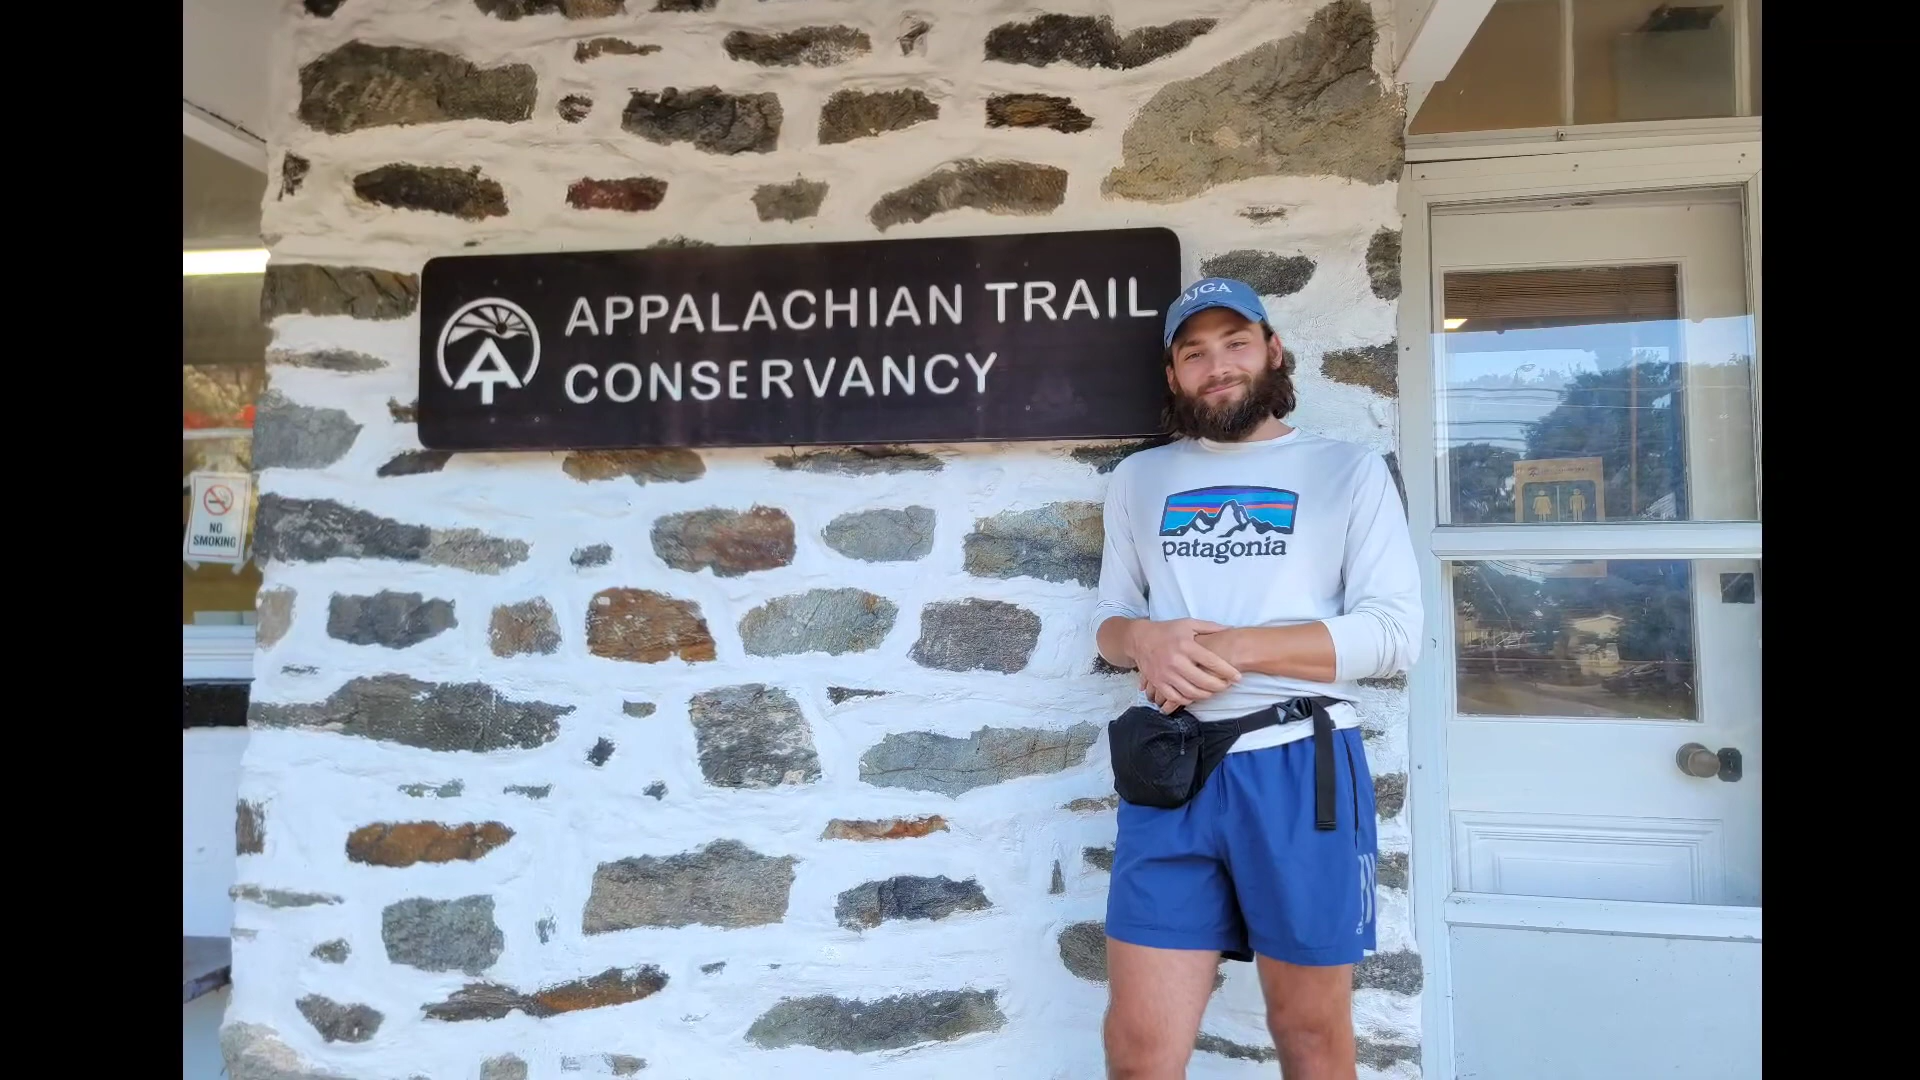 APPALACHIAN TRAIL
CONSERVANCY
AJGA
patagonia
NO
SMOKING